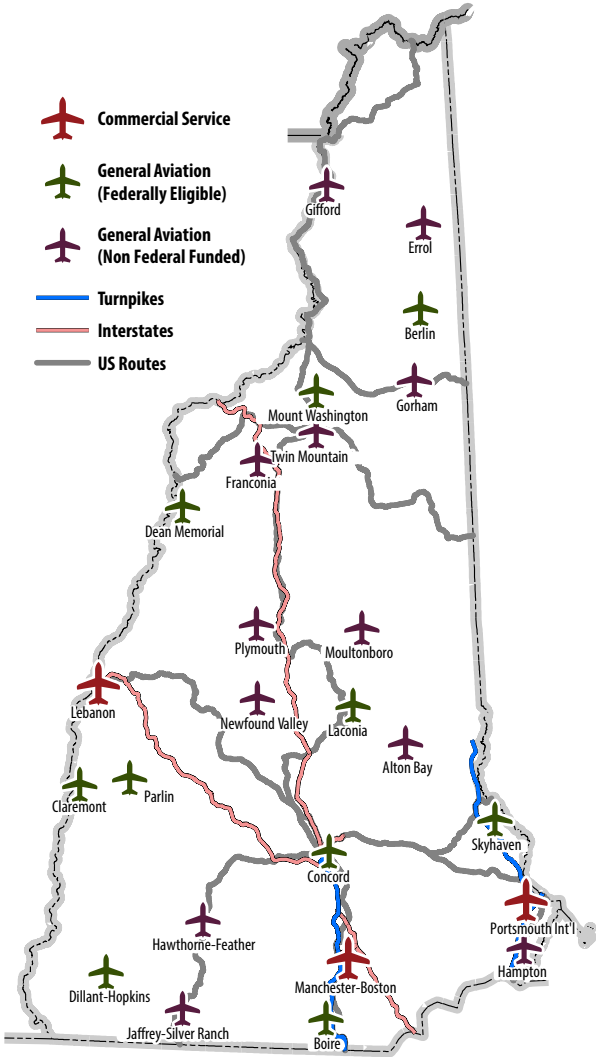 Commercial Service
General Aviation
(Federally Eligible)
General Aviation
(Non Federal Funded)
Turnpikes
Interstates
US Routes
Gifford
Errol
Berlin
Gorham
Mount Washington
Twin Mountain
Franconia
Dean Memorial
Plymouth
Moultonboro
Lebanon
Newfound Valley
Laconia
Alton Bay
Claremont
Parlin
Skyhaven
Concord
Portsmouth Int'l
Hawthorne-Feather
Hampton
Dillant-Hopkins
Manchester-Boston
Jaffrey-Silver Ranch
Boire